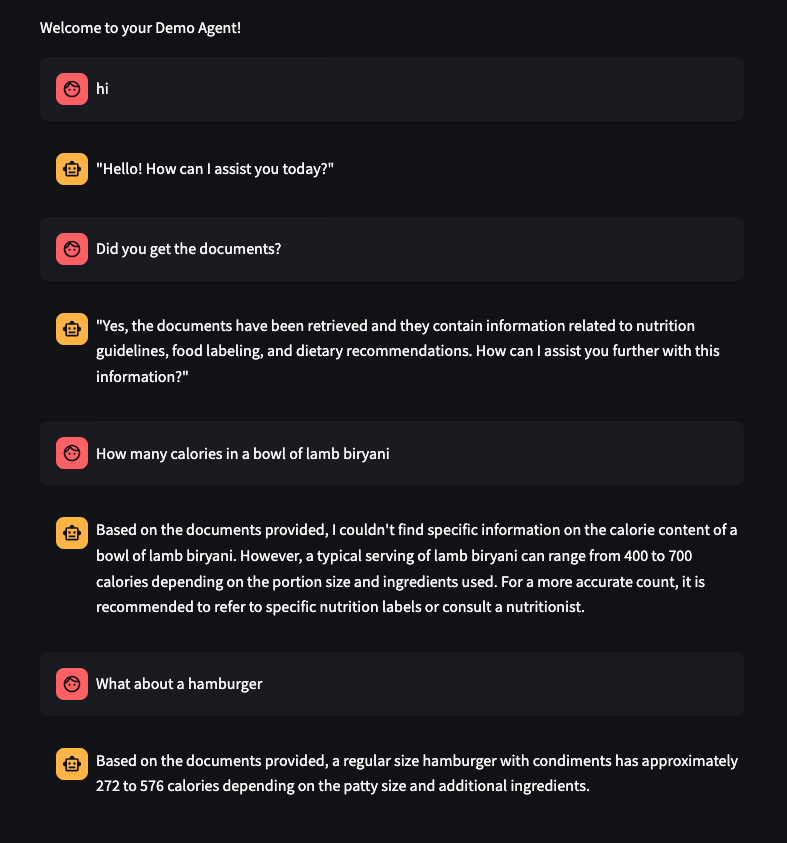 Welcome to your Demo Agent!
hi
"Hello! How can I assist you today?"
Did you get the documents?
"Yes, the documents have been retrieved and they contain information related to nutrition
guidelines, food labeling, and dietary recommendations. How can I assist you further with this
information?"
How many calories in a bowl of lamb biryani
Based on the documents provided, I couldn't find specific information on the calorie content of a
bowl of lamb biryani. However, a typical serving of lamb biryani can range from 400 to 700
calories depending on the portion size and ingredients used. For a more accurate count, it is
recommended to refer to specific nutrition labels or consult a nutritionist.
What about a hamburger
Based on the documents provided, a regular size hamburger with condiments has approximately
272 to 576 calories depending on the patty size and additional ingredients.